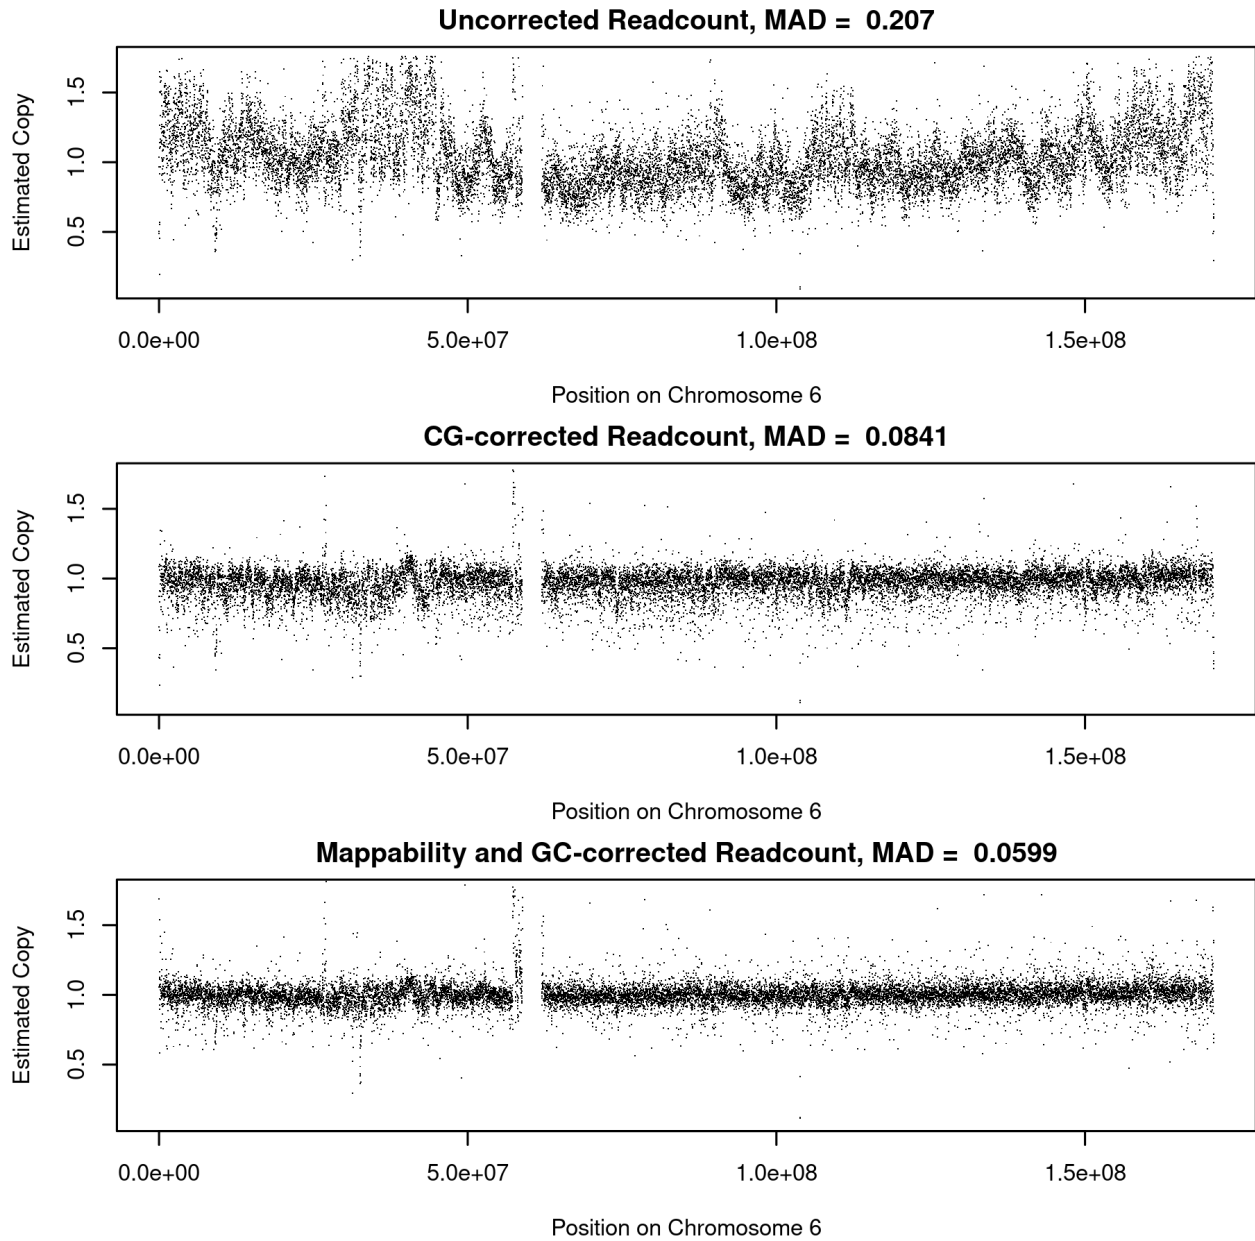 Uncorrected Readcount, MAD = 0.207
Estimated Copy
1.5
1.0
0.5
0.0e+00 5.0e+07 1.0e+08 1.5e+08
Position on Chromosome 6
CG-corrected Readcount, MAD = 0.0841
Estimated Copy
1.5
1.0
0.5
0.0e+00 5.0e+07 1.0e+08 1.5e+08
Position on Chromosome 6
Mappability and GC-corrected Readcount, MAD = 0.0599
Estimated Copy
1.5
1.0
0.5
0.0e+00 5.0e+07 1.0e+08 1.5e+08
Position on Chromosome 6